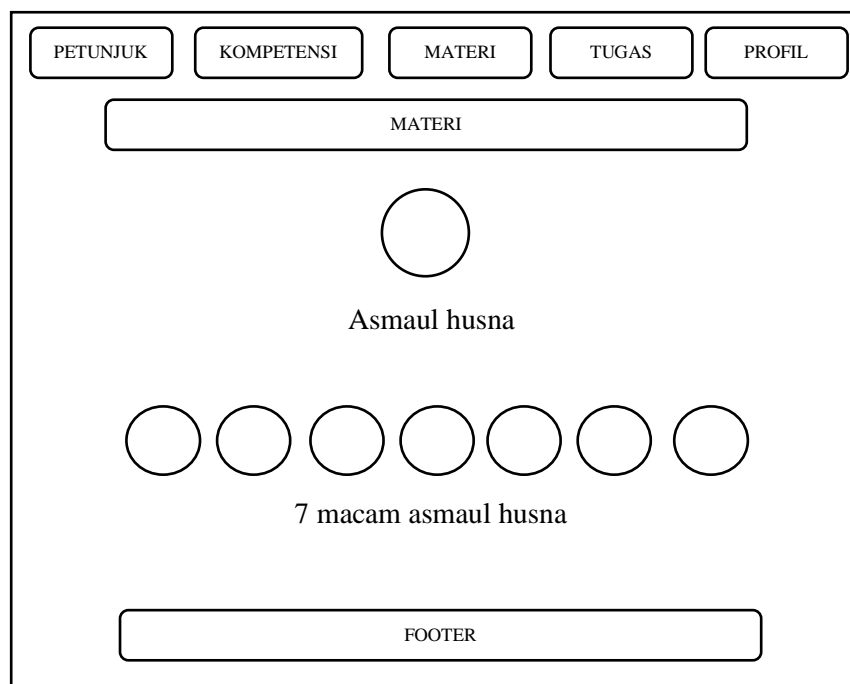 PETUNJUK KOMPETENSI MATERI TUGAS PROFIL
MATERI
Asmaul husna
7 macam asmaul husna
FOOTER